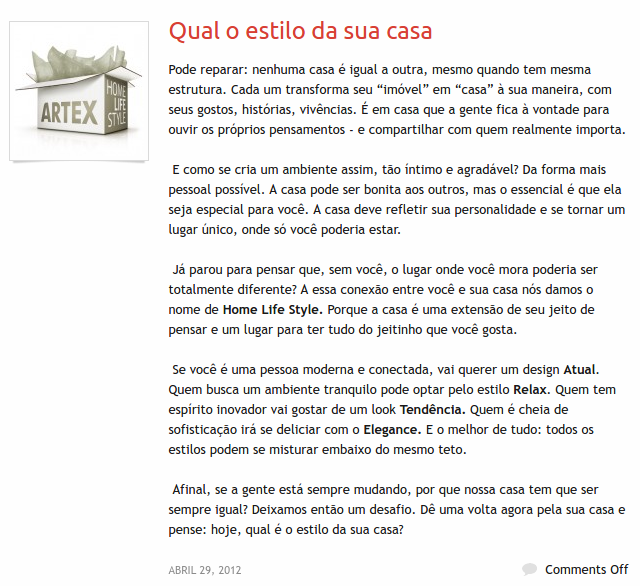 Qual o estilo da sua casa
ARTEX
HOME
LIFE
STYLE
Pode reparar: nenhuma casa é igual a outra, mesmo quando tem mesma
estrutura. Cada um transforma seu “imóvel” em “casa” à sua maneira, com
seus gostos, histórias, vivências. É em casa que a gente fica à vontade para
ouvir os próprios pensamentos - e compartilhar com quem realmente importa.
E como se cria um ambiente assim, tão íntimo e agradável? Da forma mais
pessoal possível. A casa pode ser bonita aos outros, mas o essencial é que ela
seja especial para você. A casa deve refletir sua personalidade e se tornar um
lugar único, onde só você poderia estar.
Já parou para pensar que, sem você, o lugar onde você mora poderia ser
totalmente diferente? A essa conexão entre você e sua casa nós damos o
nome de Home Life Style. Porque a casa é uma extensão de seu jeito de
pensar e um lugar para ter tudo do jeitinho que você gosta.
Se você é uma pessoa moderna e conectada, vai querer um design Atual.
Quem busca um ambiente tranquilo pode optar pelo estilo Relax. Quem tem
espírito inovador vai gostar de um look Tendência. Quem é cheia de
sofisticação irá se deliciar com o Elegance. E o melhor de tudo: todos os
estilos podem se misturar embaixo do mesmo teto.
Afinal, se a gente está sempre mudando, por que nossa casa tem que ser
sempre igual? Deixamos então um desafio. Dê uma volta agora pela sua casa e
pense: hoje, qual é o estilo da sua casa?
ABRIL 29, 2012
Comments Off